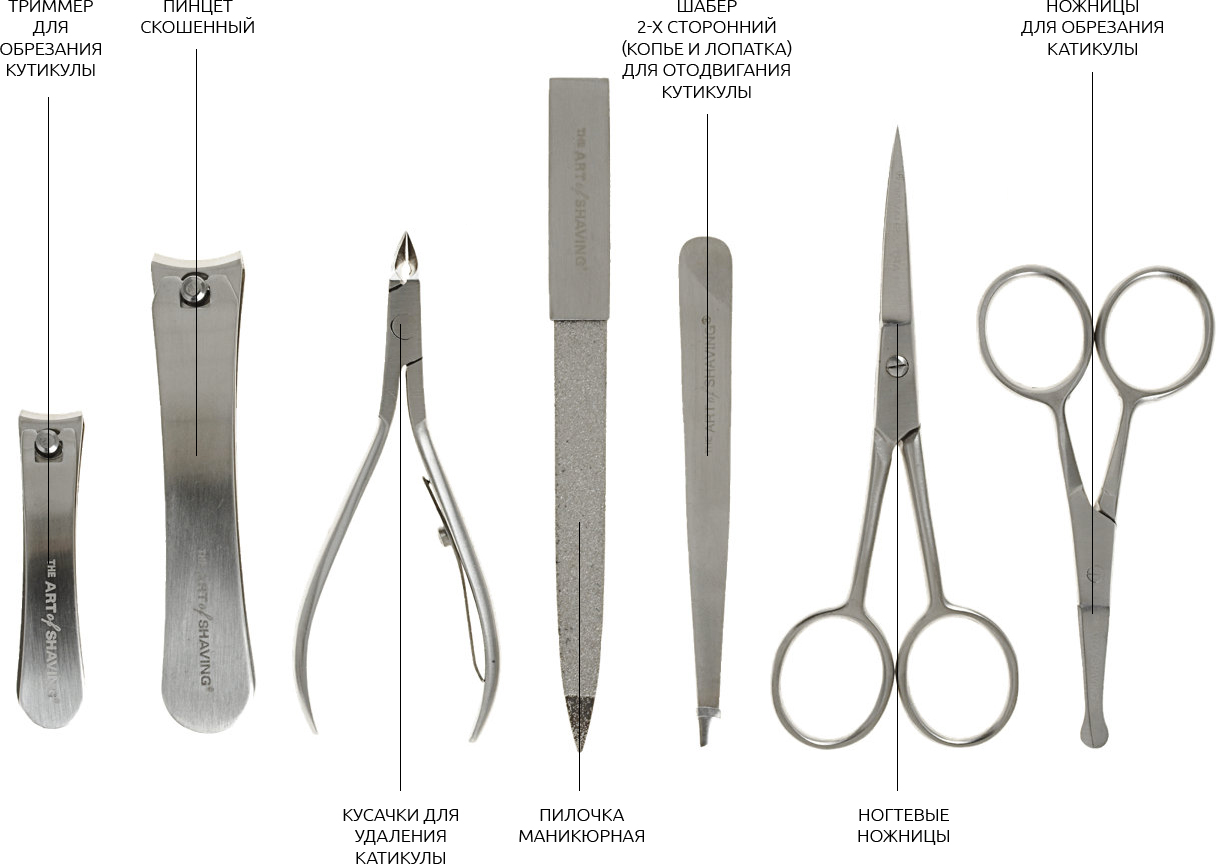 ТРИММЕР
ДЛЯ
ОБРЕЗАНИЯ
КУТИКУЛЫ
ПИНЦЕТ
СКОШЕННЫЙ
ШАБЕР
2-Х СТОРОННИЙ
(КОПЬЕ И ЛОПАТКА)
ДЛЯ ОТОДВИГАНИЯ
КУТИКУЛЫ
НОЖНИЦЫ
ДЛЯ ОБРЕЗАНИЯ
КАТИКУЛЫ
THE ART of SHAVING®
THE ART of SHAVING®
THE ART of SHAVING®
THE ART of SHAVING®
КУСАЧКИ ДЛЯ
УДАЛЕНИЯ
КАТИКУЛЫ
ПИЛОЧКА
МАНИКЮРНАЯ
НОГТЕВЫЕ
НОЖНИЦЫ